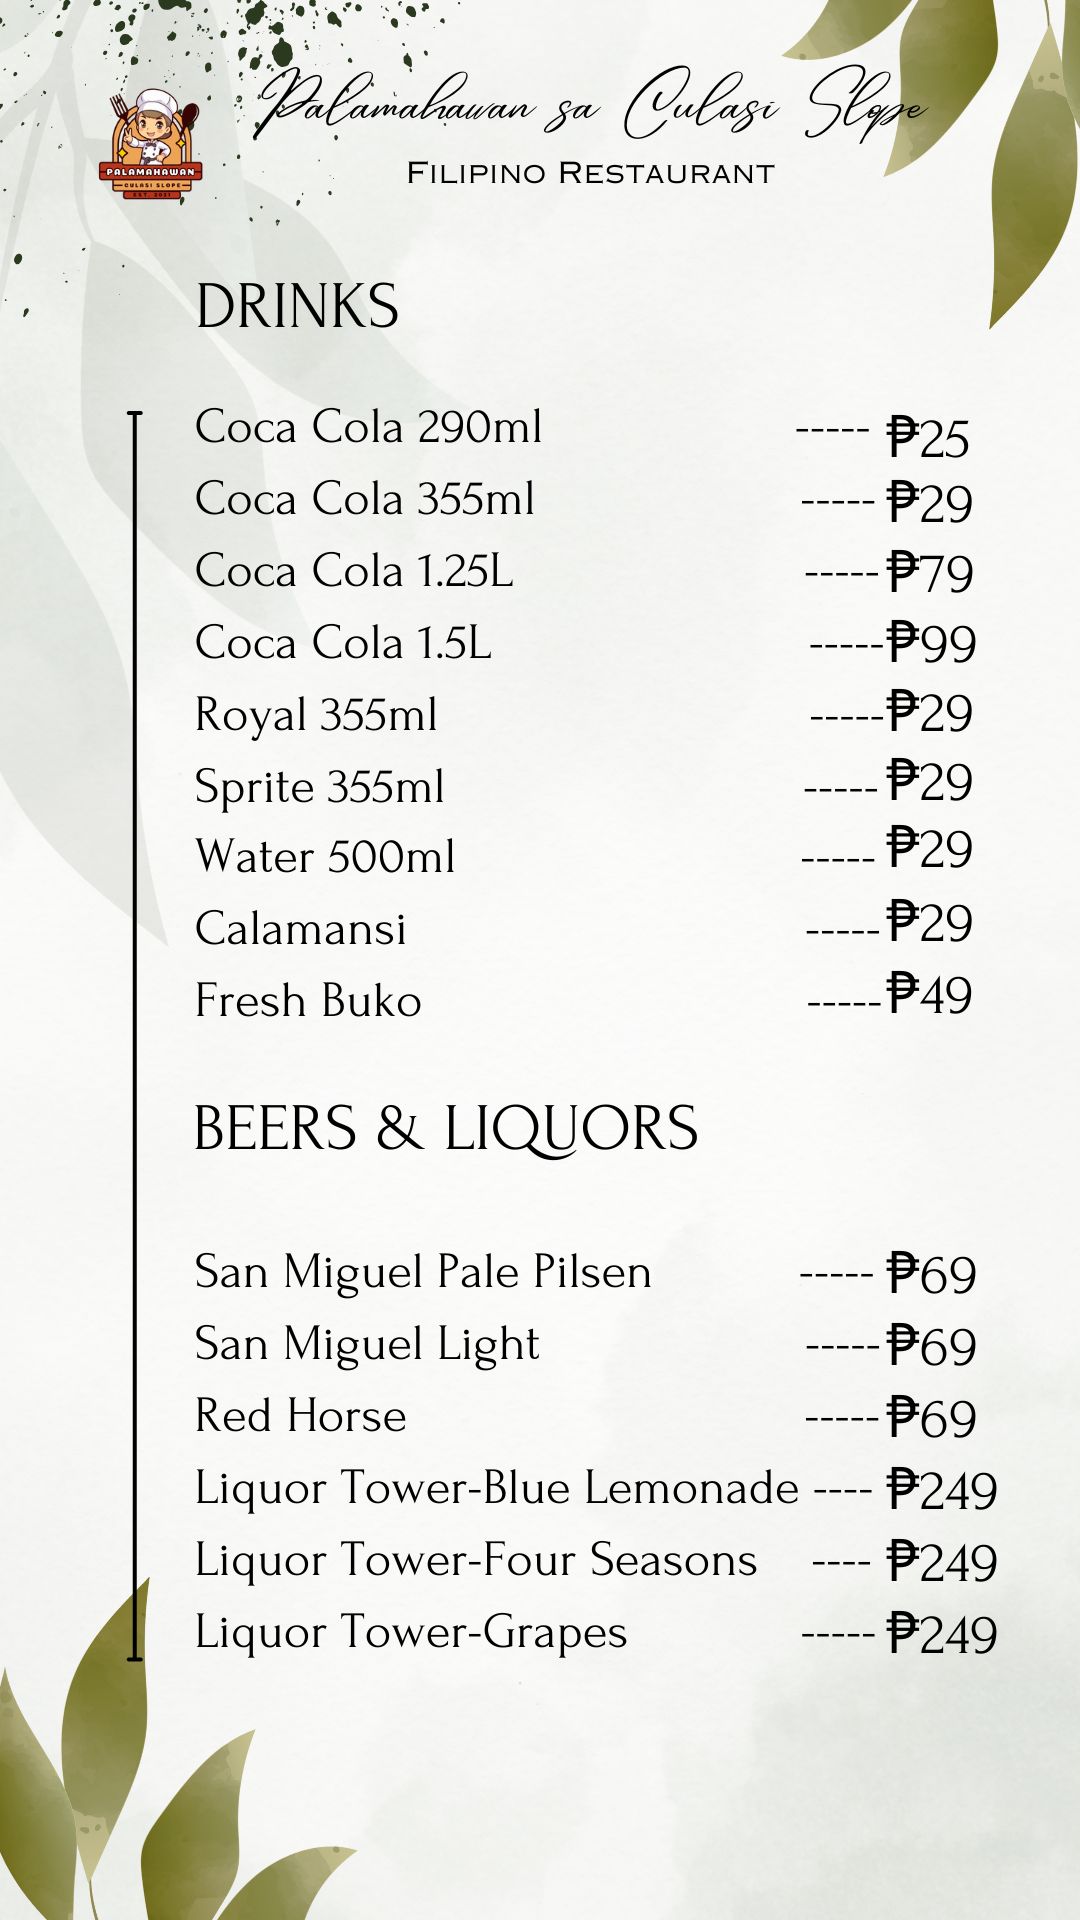 Palamahawan sa Culasi Slope
Filipino Restaurant
PALAMAHAWAN
CULASI SLOPE
EST. 2021
DRINKS
Coca Cola 290ml ----- ₱25
Coca Cola 355ml ----- ₱29
Coca Cola 1.25L -----₱79
Coca Cola 1.5L -----₱99
Royal 355ml -----₱29
Sprite 355ml ----- ₱29
Water 500ml ----- ₱29
Calamansi -----₱29
Fresh Buko -----₱49
BEERS & LIQUORS
San Miguel Pale Pilsen ----- ₱69
San Miguel Light -----₱69
Red Horse -----₱69
Liquor Tower-Blue Lemonade ---- ₱249
Liquor Tower-Four Seasons ---- ₱249
Liquor Tower-Grapes ----- ₱249